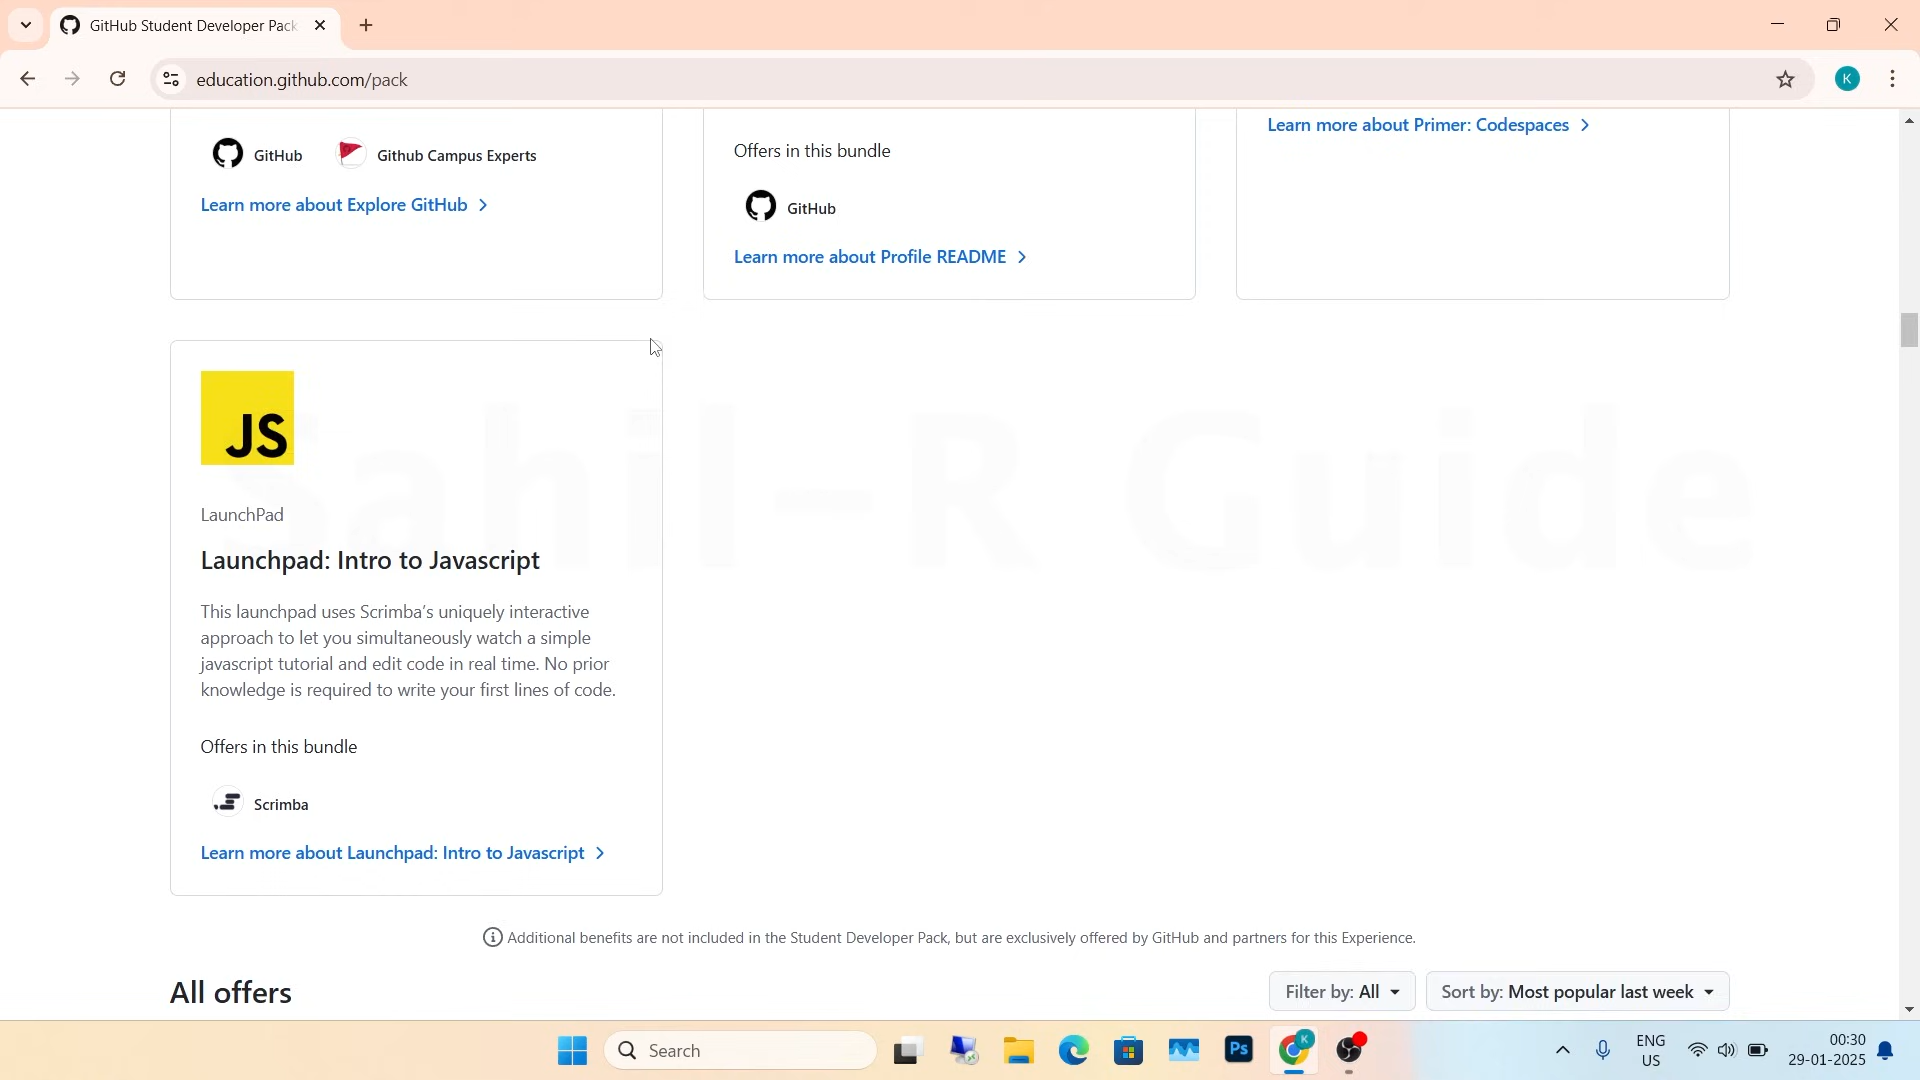 GitHub Student Developer Pack
education.github.com/pack
K
GitHub
Github Campus Experts
Learn more about Explore GitHub
Offers in this bundle
GitHub
Learn more about Profile README
Learn more about Primer: Codespaces
JS
LaunchPad
Launchpad: Intro to Javascript
This launchpad uses Scrimba's uniquely interactive
approach to let you simultaneously watch a simple
javascript tutorial and edit code in real time. No prior
knowledge is required to write your first lines of code.
Offers in this bundle
Scrimba
Learn more about Launchpad: Intro to Javascript
Sahil-R Guide
Additional benefits are not included in the Student Developer Pack, but are exclusively offered by GitHub and partners for this Experience.
All offers
Filter by: All
Sort by: Most popular last week
Search
Ps
K
ENG
US
00:30
29-01-2025